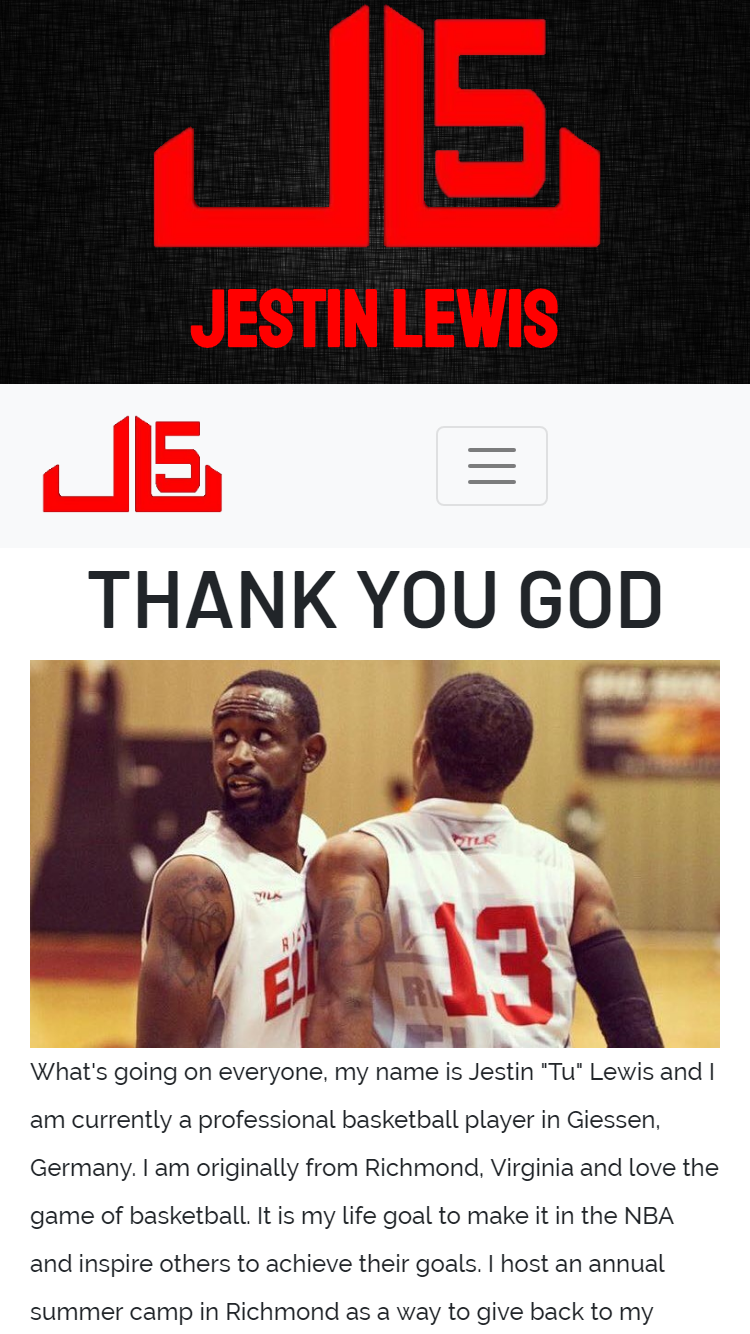 JL5
JESTIN LEWIS
JL5
THANK YOU GOD
DTLR
13
What's going on everyone, my name is Jestin "Tu" Lewis and I
am currently a professional basketball player in Giessen,
Germany. I am originally from Richmond, Virginia and love the
game of basketball. It is my life goal to make it in the NBA
and inspire others to achieve their goals. I host an annual
summer camp in Richmond as a way to give back to my